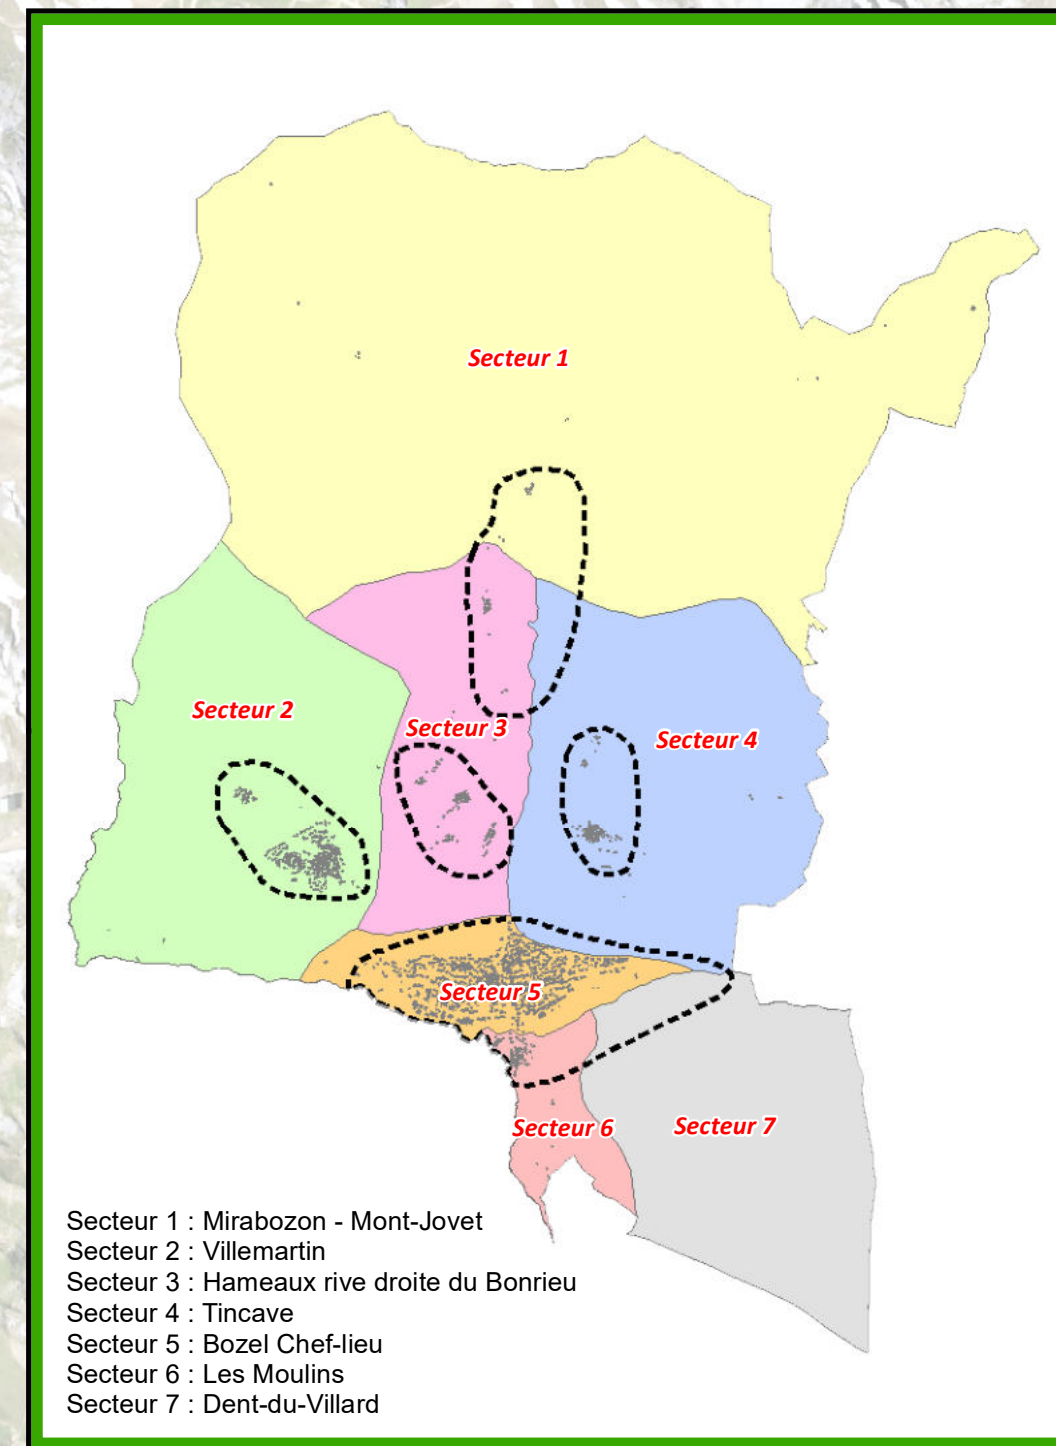 Secteur 1
Secteur 2
Secteur 3
Secteur 4
Secteur 5
Secteur 6
Secteur 7
Secteur 1 : Mirabozon - Mont-Jovet
Secteur 2 : Villemartin
Secteur 3 : Hameaux rive droite du Bonrieu
Secteur 4 : Tincave
Secteur 5 : Bozel Chef-lieu
Secteur 6 : Les Moulins
Secteur 7 : Dent-du-Villard